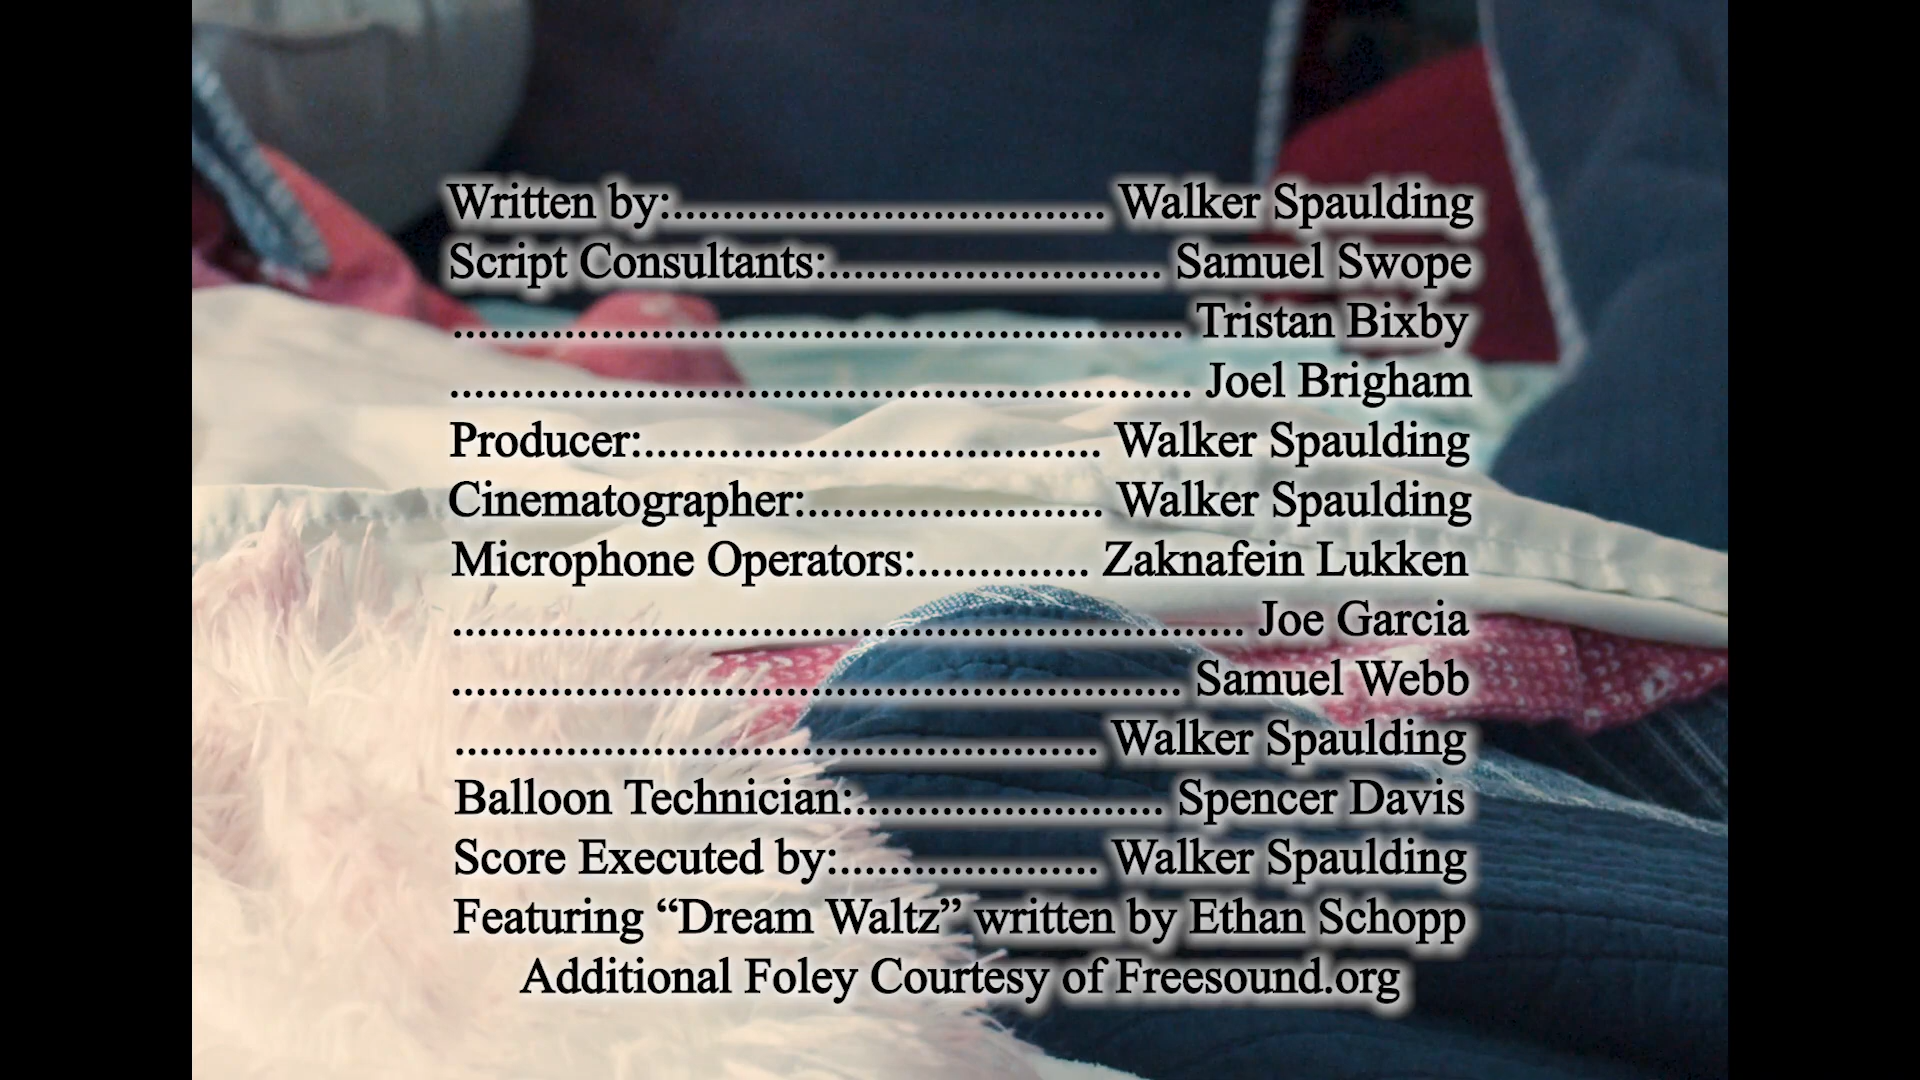 Written by:................................... Walker Spaulding
Script Consultants:........................... Samuel Swope
........................................................... Tristan Bixby
............................................................ Joel Brigham
Producer:..................................... Walker Spaulding
Cinematographer:........................ Walker Spaulding
Microphone Operators:.............. Zaknafein Lukken
................................................................ Joe Garcia
........................................................... Samuel Webb
.................................................... Walker Spaulding
Balloon Technician:......................... Spencer Davis
Score Executed by:..................... Walker Spaulding
Featuring “Dream Waltz” written by Ethan Schopp
Additional Foley Courtesy of Freesound.org